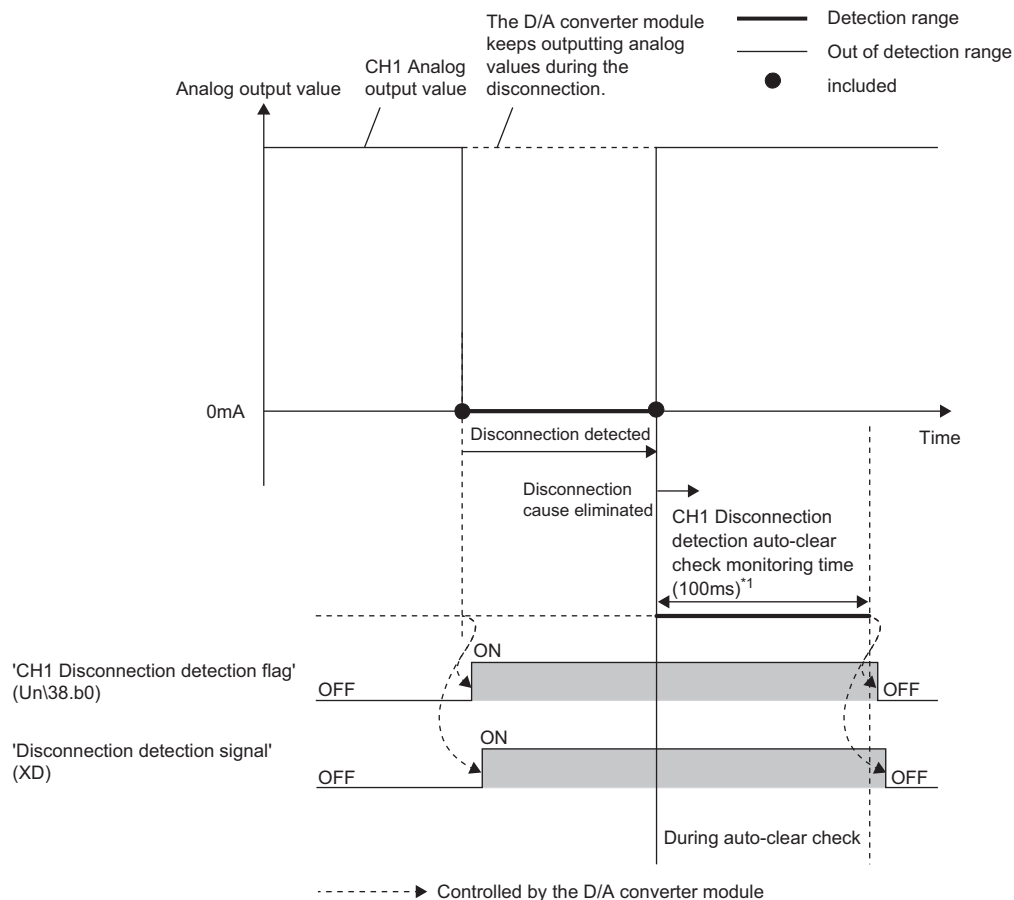 The D/A converter module
keeps outputting analog
values during the
disconnection.
Detection range
Out of detection range
included
CH1 Analog
output value
Analog output value
0mA
Time
Disconnection detected
Disconnection
cause eliminated
CH1 Disconnection
detection auto-clear
check monitoring time
(100ms)*1
'CH1 Disconnection detection flag'
(Un\38.b0)
OFF
ON
OFF
'Disconnection detection signal'
(XD)
OFF
ON
OFF
During auto-clear check
Controlled by the D/A converter module